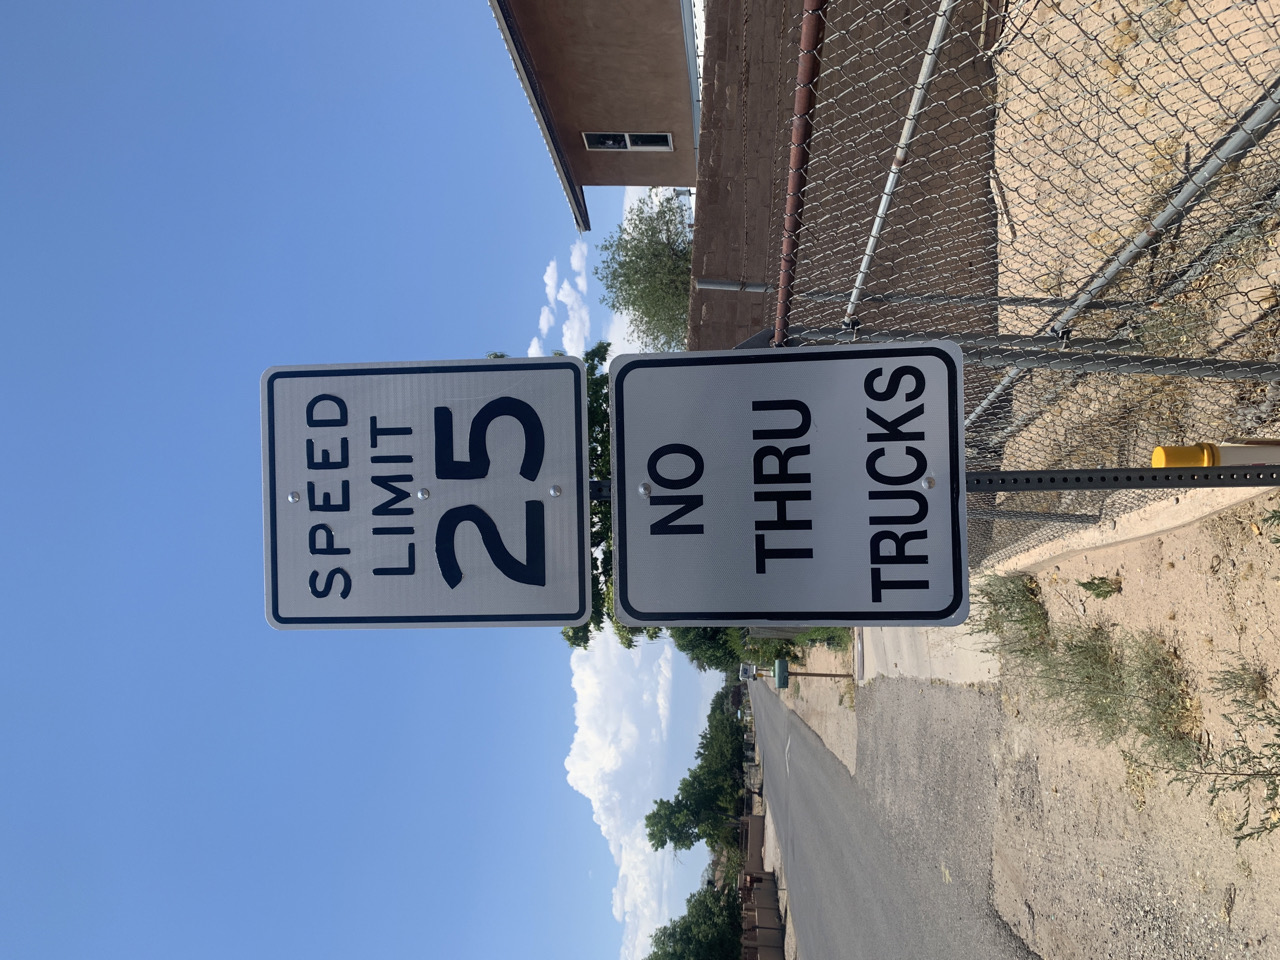 SPEED
LIMIT
25
NO
THRU
TRUCKS